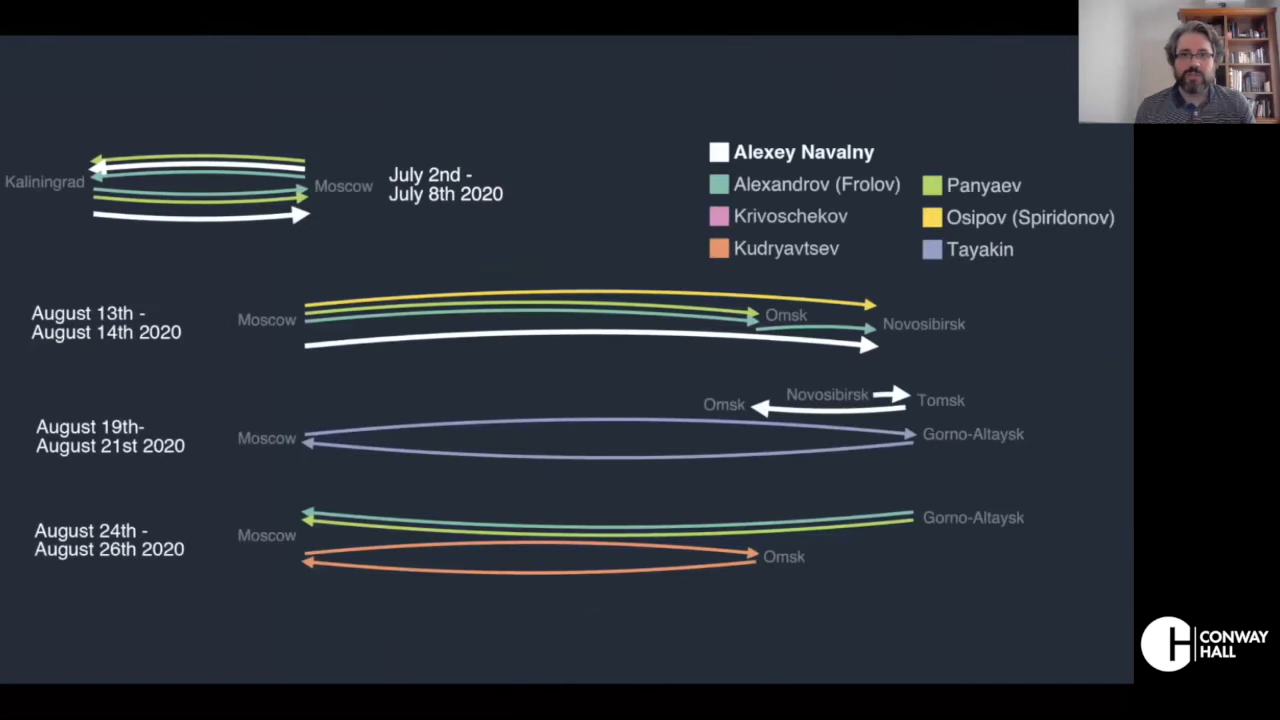 Kaliningrad
Moscow
July 2nd -
July 8th 2020
Alexey Navalny
Alexandrov (Frolov)
Panyaev
Krivoschekov
Osipov (Spiridonov)
Kudryavtsev
Tayakin
August 13th -
August 14th 2020
Moscow
Omsk
Novosibirsk
August 19th-
August 21st 2020
Moscow
Omsk
Novosibirsk
Tomsk
Gorno-Altaysk
August 24th -
August 26th 2020
Moscow
Gorno-Altaysk
Omsk
CONWAY
HALL